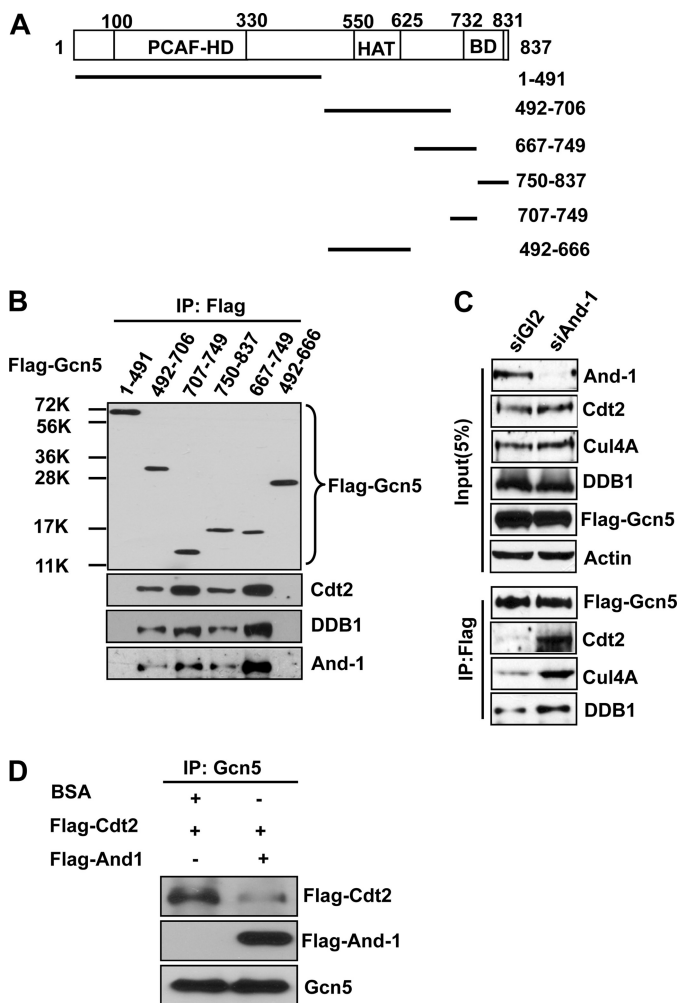 A
100 330 550 625 732 831
1 PCAF-HD HAT BD 837
1-491
492-706
667-749
750-837
707-749
492-666
B
IP: Flag
Flag-Gcn5
1-491
492-706
707-749
750-837
667-749
492-666
72K
56K
36K
28K
17K
11K
Flag-Gcn5
Cdt2
DDB1
And-1
C
siGl2
siAnd-1
Input(5%)
And-1
Cdt2
Cul4A
DDB1
Flag-Gcn5
Actin
IP:Flag
Flag-Gcn5
Cdt2
Cul4A
DDB1
D
IP: Gcn5
BSA + -
Flag-Cdt2 + +
Flag-And1 - +
Flag-Cdt2
Flag-And-1
Gcn5